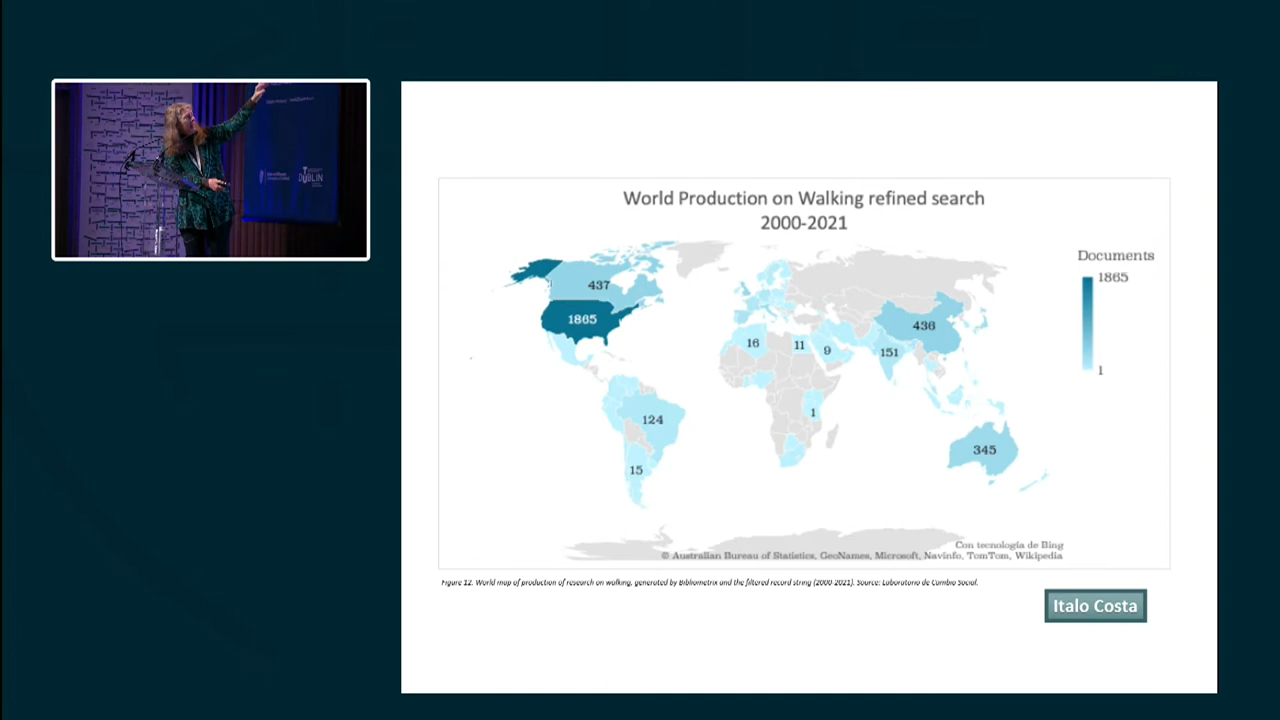 DUBLIN
World Production on Walking refined search
2000-2021
Documents
1865
1
437
1865
436
16
11
9
151
124
1
345
15
Con tecnología de Bing
© Australian Bureau of Statistics, GeoNames, Microsoft, Navinfo, TomTom, Wikipedia
Figure 12. World map of production of research on walking, generated by Bibliometrix and the filtered record string (2000-2021). Source: Laboratorio de Cambio Social.
Italo Costa